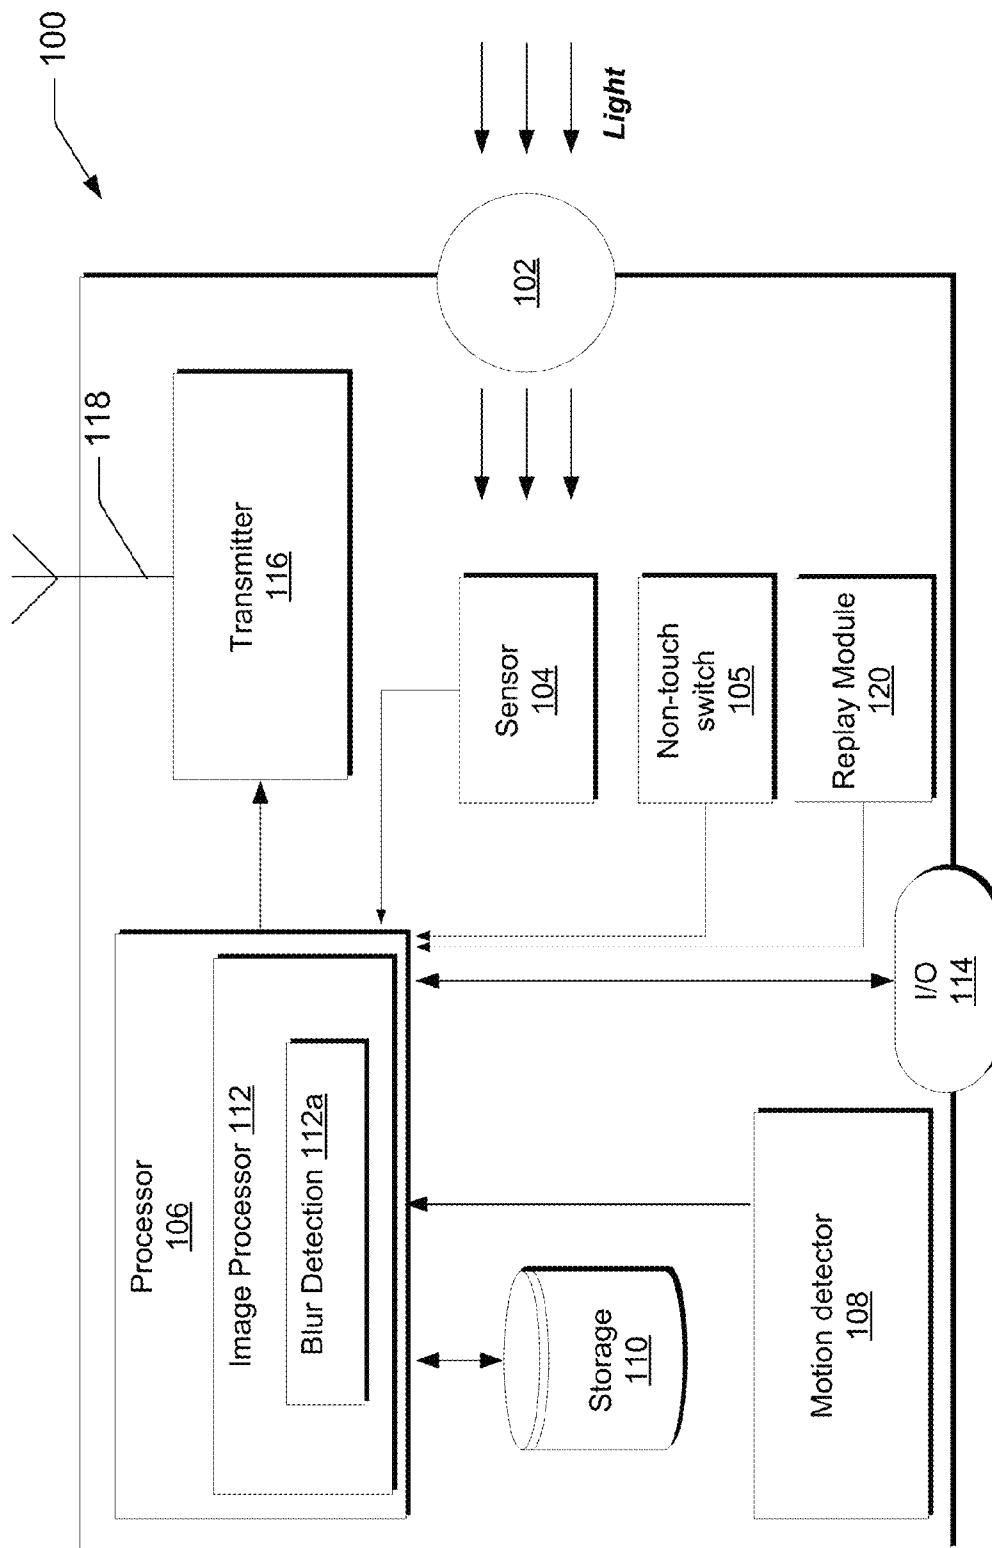 100
Light
102
118
Transmitter
116
Sensor
104
Non-touch
switch
105
Replay Module
120
Processor
106
Image Processor 112
Blur Detection 112a
I/O
114
Storage
110
Motion detector
108